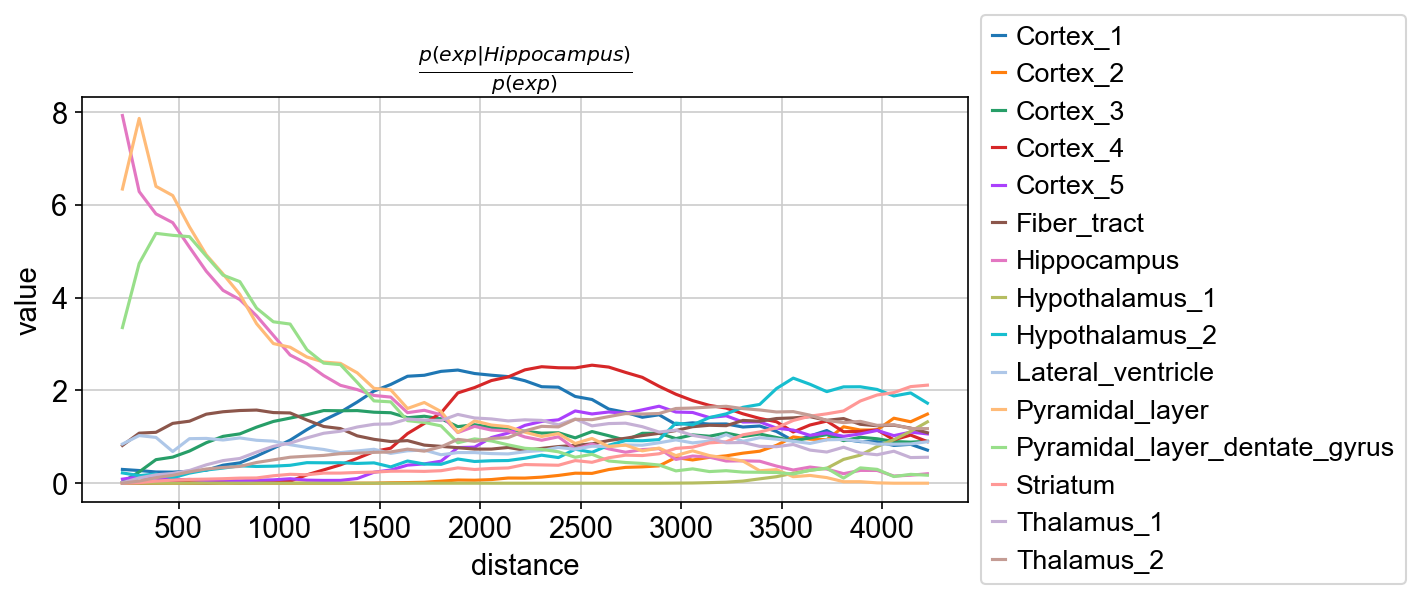 p(exp|Hippocampus)
p(exp)
value
8
6
4
2
0
500 1000 1500 2000 2500 3000 3500 4000
distance
Cortex_1
Cortex_2
Cortex_3
Cortex_4
Cortex_5
Fiber_tract
Hippocampus
Hypothalamus_1
Hypothalamus_2
Lateral_ventricle
Pyramidal_layer
Pyramidal_layer_dentate_gyrus
Striatum
Thalamus_1
Thalamus_2